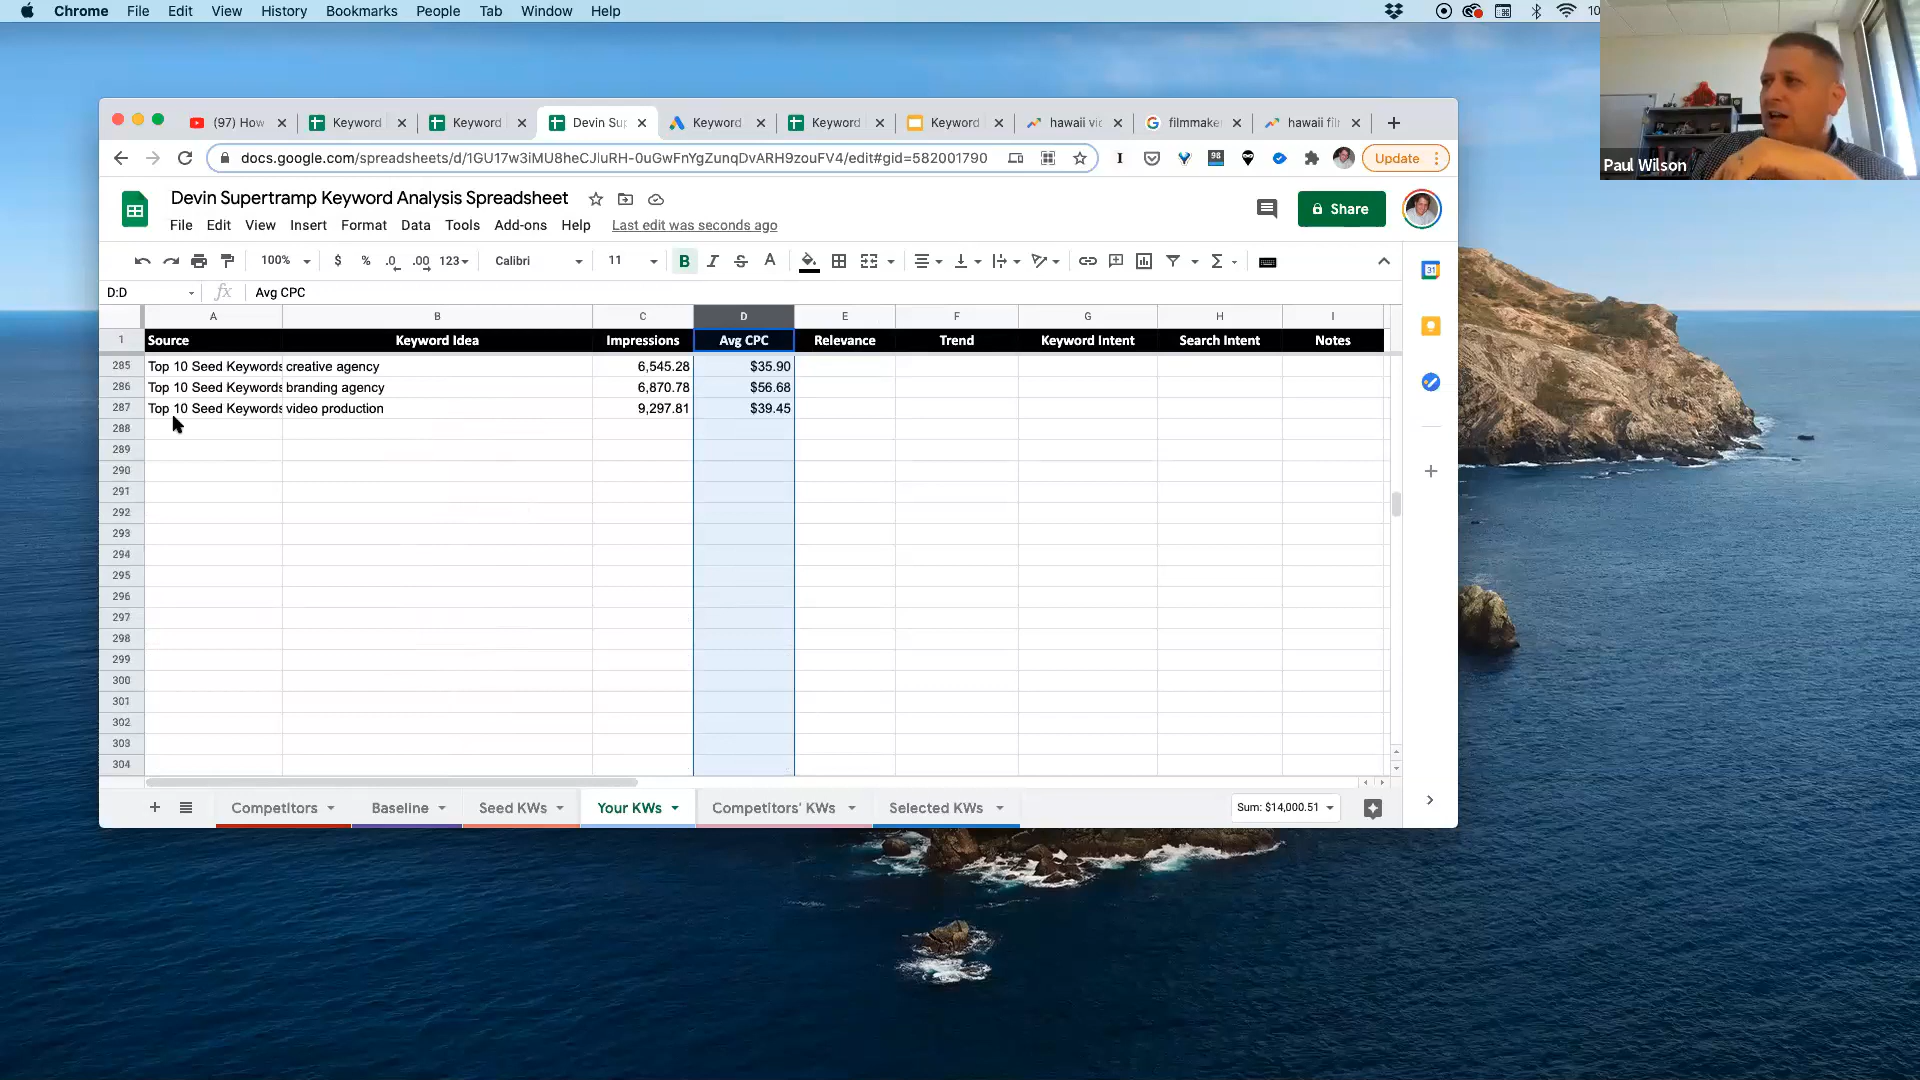 Chrome File Edit View History Bookmarks People Tab Window Help 10
(97) How Keyword Keyword Devin Sup Keyword Keyword Keyword hawaii vid filmmake hawaii film
docs.google.com/spreadsheets/d/1GU17w3iMU8heCJluRH-0uGwFnYgZunqDvARH9zouFV4/edit#gid=582001790 98 Update
Paul Wilson
Devin Supertramp Keyword Analysis Spreadsheet
Share
File Edit View Insert Format Data Tools Add-ons Help Last edit was seconds ago
100% $ % .0 .00 123 Calibri 11 B I S A
31
D:D fx Avg CPC
A B C D E F G H I
1 Source Keyword Idea Impressions Avg CPC Relevance Trend Keyword Intent Search Intent Notes
285 Top 10 Seed Keywords creative agency 6,545.28 $35.90
286 Top 10 Seed Keywords branding agency 6,870.78 $56.68
287 Top 10 Seed Keywords video production 9,297.81 $39.45
288
289
290
291
292
293
294
295
296
297
298
299
300
301
302
303
304
Competitors Baseline Seed KWs Your KWs Competitors' KWs Selected KWs Sum: $14,000.51